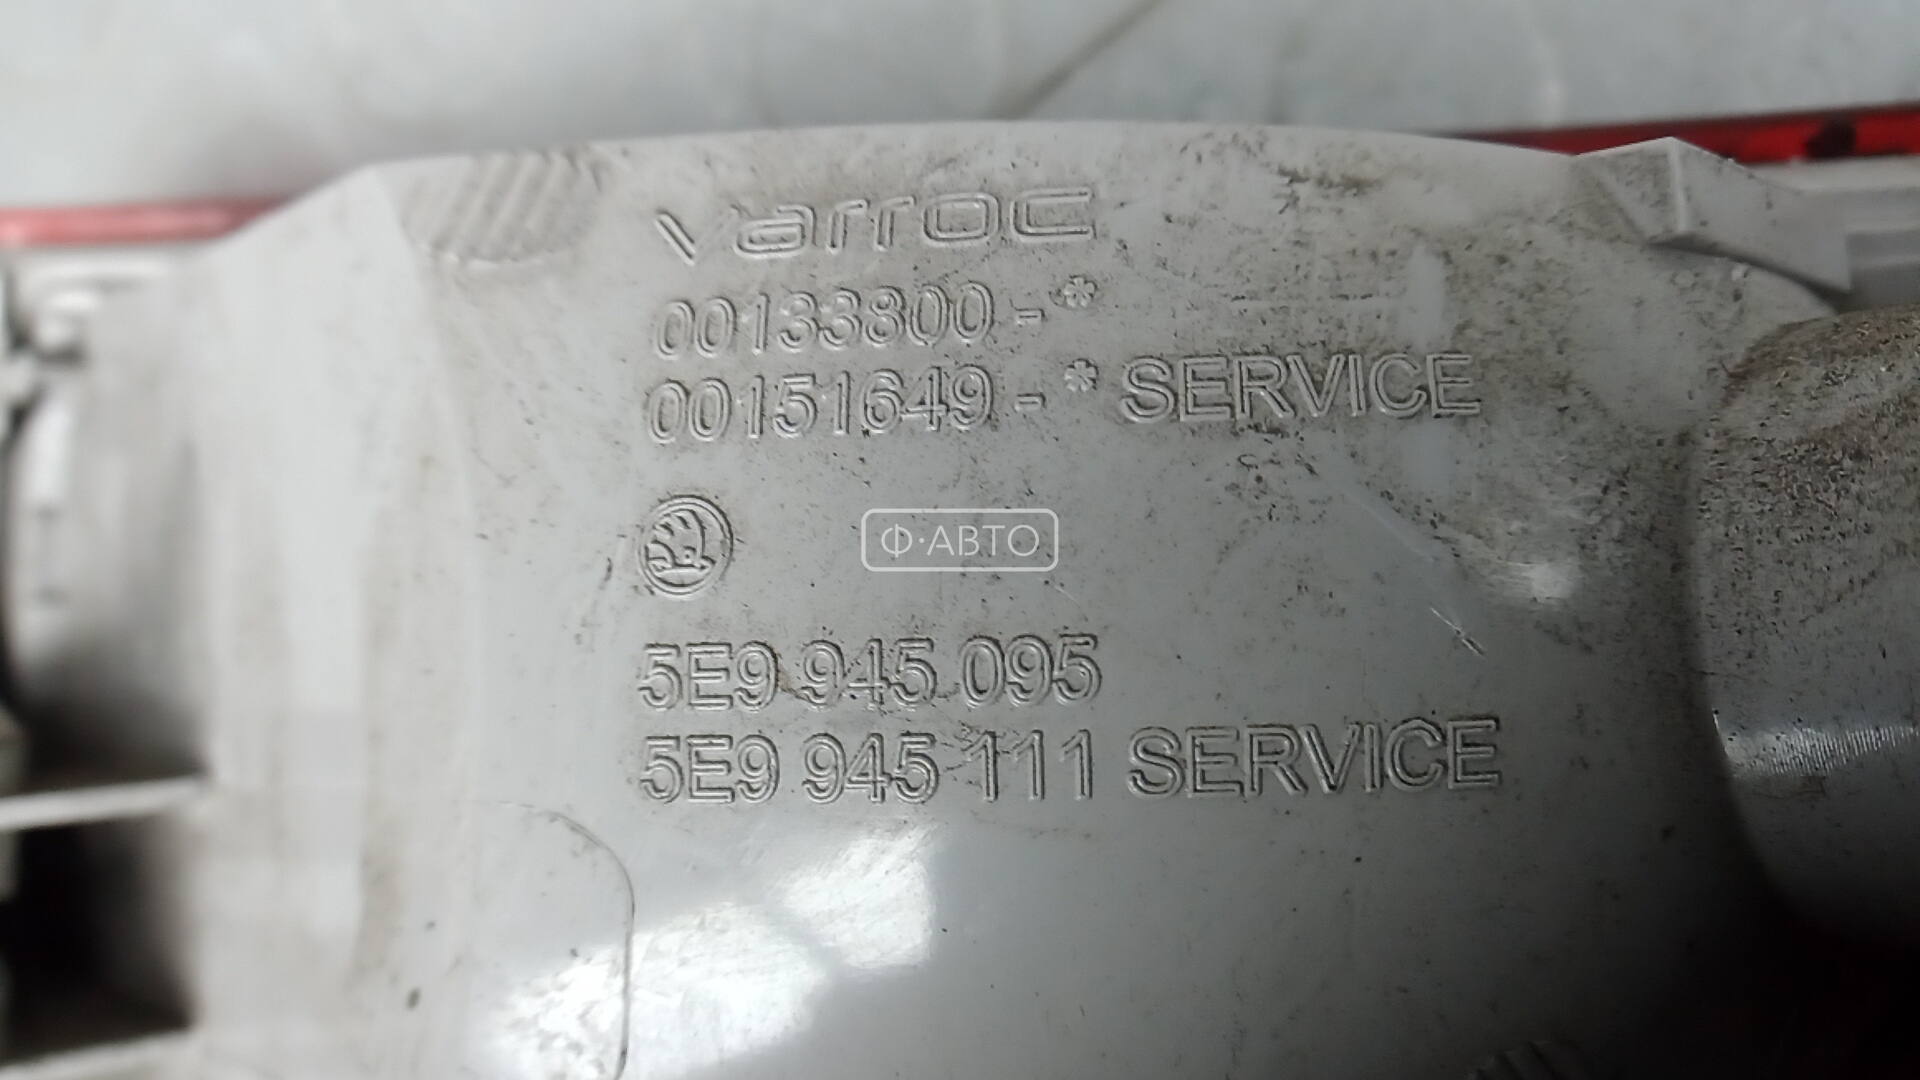 varroc
00133800 - *
00151649 - * SERVICE
Ф·АВТО
5E9 945 095
5E9 945 111 SERVICE